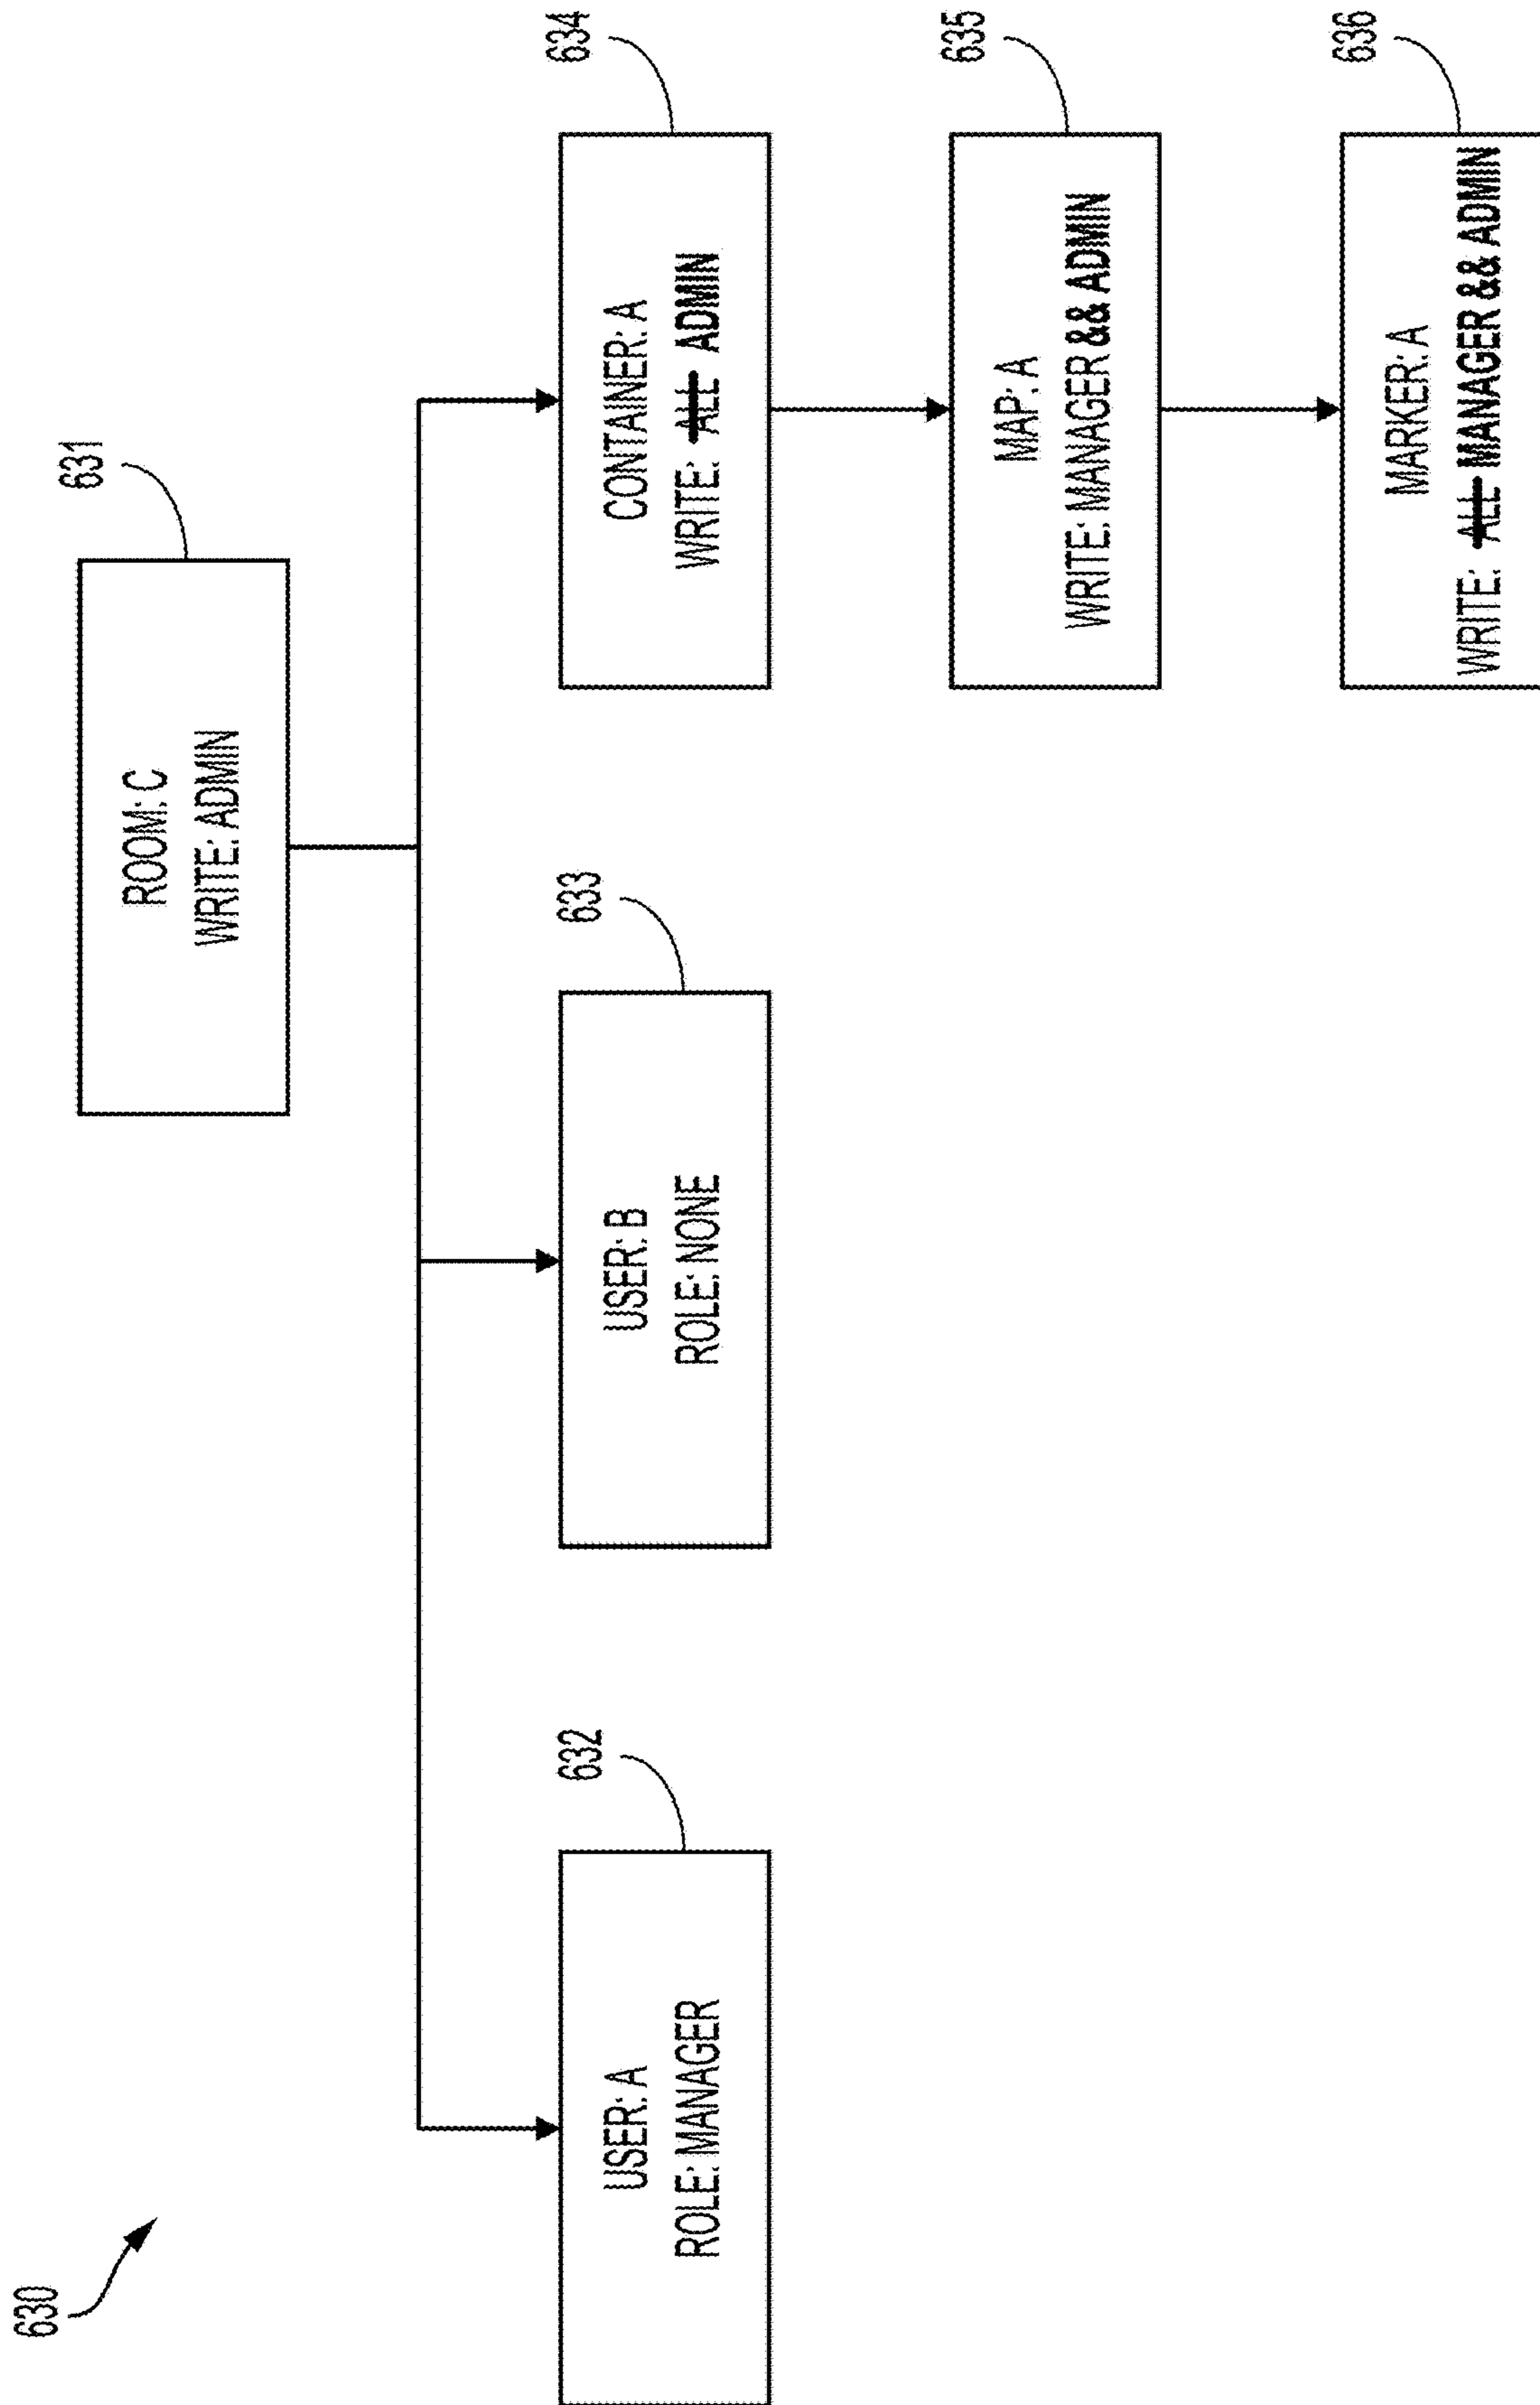 630
631
ROOM: C
WRITE: ADMIN
632
USER: A
ROLE: MANAGER
633
USER: B
ROLE: NONE
634
CONTAINER: A
WRITE: ALL ADMIN
635
MAP: A
WRITE: MANAGER && ADMIN
636
MARKER: A
WRITE: ALL MANAGER && ADMIN